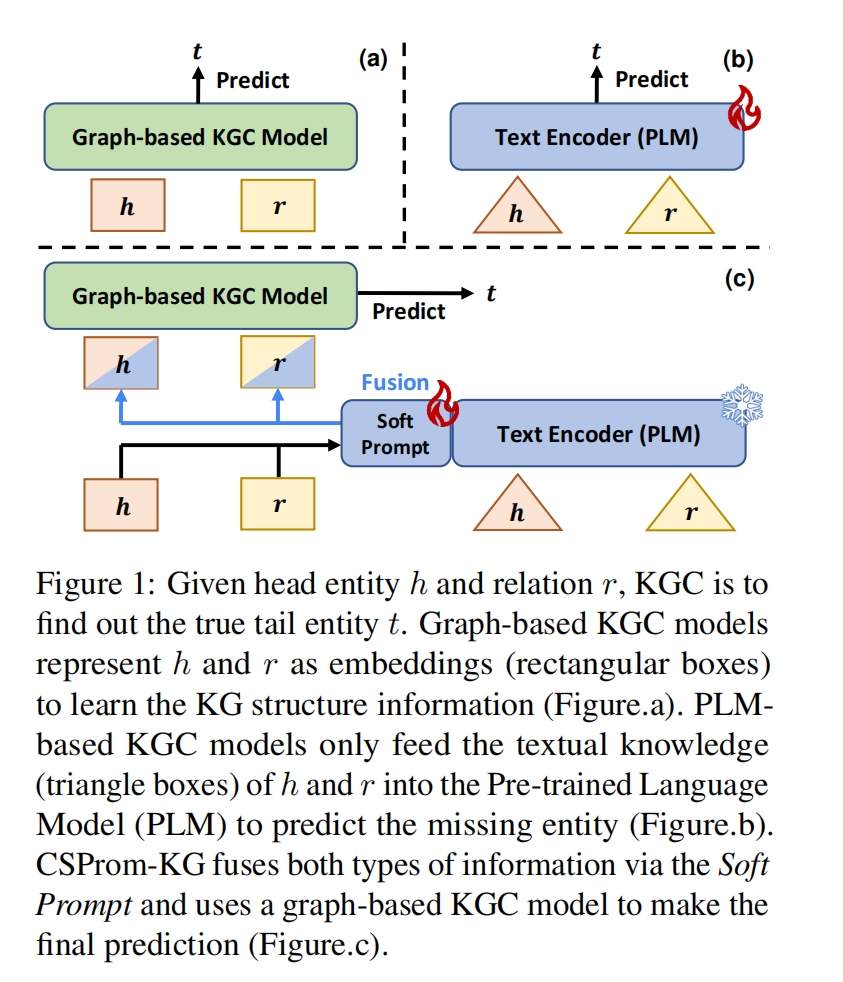 t
Predict
(a)
Graph-based KGC Model
h
r
t
Predict
(b)
Text Encoder (PLM)
h
r
(c)
Graph-based KGC Model
Predict
t
h
r
Fusion
Soft
Prompt
Text Encoder (PLM)
h
r
h
r
Figure 1: Given head entity h and relation r, KGC is to
find out the true tail entity t. Graph-based KGC models
represent h and r as embeddings (rectangular boxes)
to learn the KG structure information (Figure.a). PLM-
based KGC models only feed the textual knowledge
(triangle boxes) of h and r into the Pre-trained Language
Model (PLM) to predict the missing entity (Figure.b).
CSProm-KG fuses both types of information via the Soft
Prompt and uses a graph-based KGC model to make the
final prediction (Figure.c).